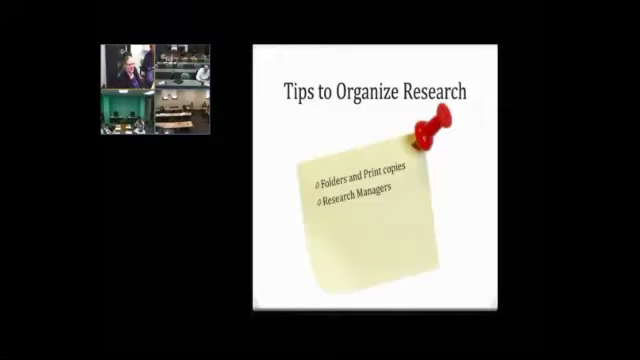 Tips to Organize Research
Folders and Print copies
Research Managers